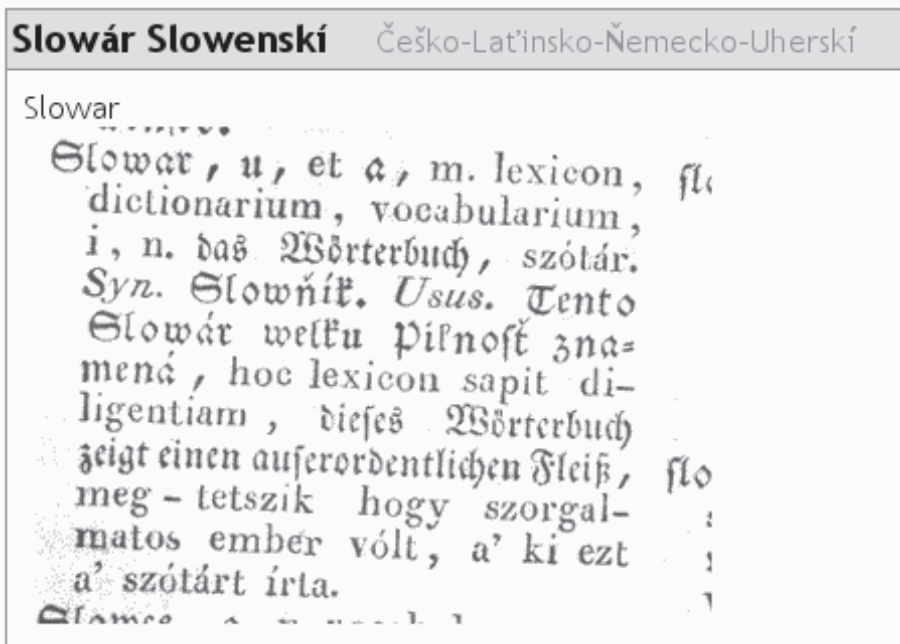 Slowár Slowenskí Češko-Laťinsko-Ňemecko-Uherskí
Slowar
Slowar, u, et a, m. lexicon,
dictionarium, vocabularium,
i, n. das Wörterbuch, szótár.
Syn. Slowňík. Usus. Tento
Slowár welku Pilnosť zna-
mená, hoc lexicon sapit di-
ligentiam, dieses Wörterbuch
zeigt einen auserordentlichen Fleiß,
meg-tetszik hogy szorgal-
matos ember vólt, a' ki ezt
a' szótárt írta.